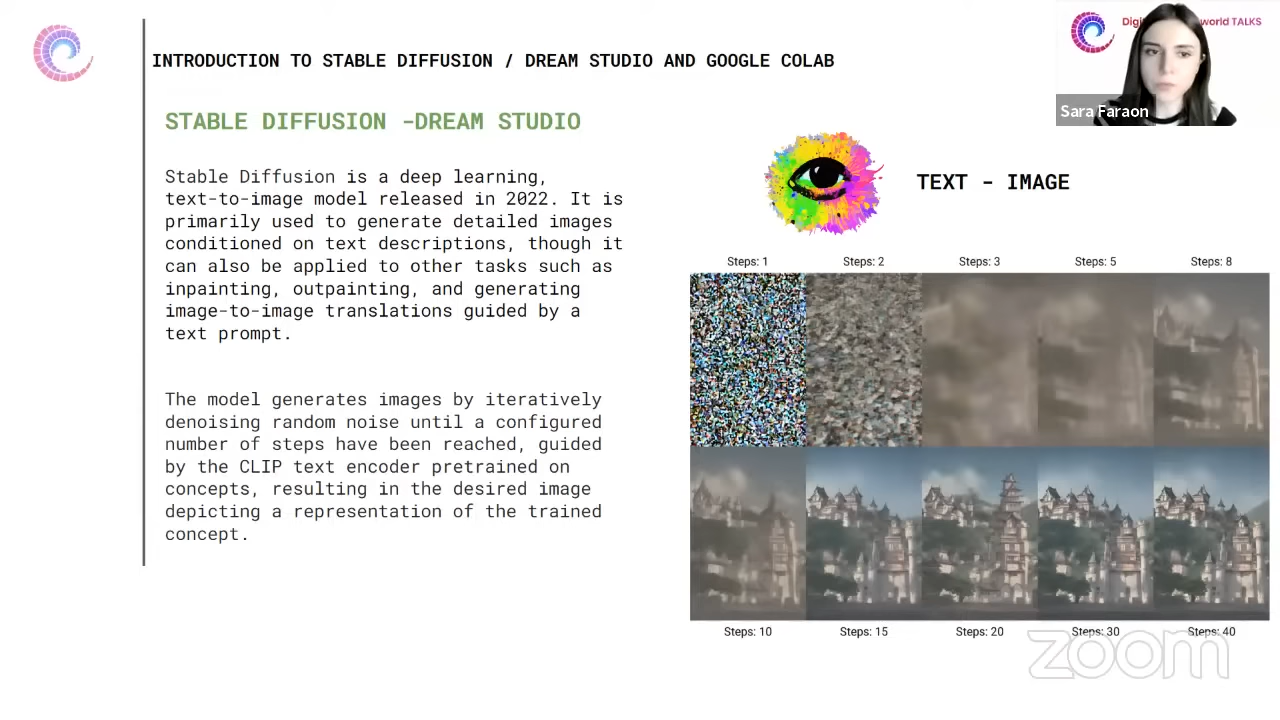 INTRODUCTION TO STABLE DIFFUSION / DREAM STUDIO AND GOOGLE COLAB
Digi world TALKS
Sara Faraon
STABLE DIFFUSION -DREAM STUDIO
Stable Diffusion is a deep learning,
text-to-image model released in 2022. It is
primarily used to generate detailed images
conditioned on text descriptions, though it
can also be applied to other tasks such as
inpainting, outpainting, and generating
image-to-image translations guided by a
text prompt.
The model generates images by iteratively
denoising random noise until a configured
number of steps have been reached, guided
by the CLIP text encoder pretrained on
concepts, resulting in the desired image
depicting a representation of the trained
concept.
TEXT - IMAGE
Steps: 1 Steps: 2 Steps: 3 Steps: 5 Steps: 8
Steps: 10 Steps: 15 Steps: 20 Steps: 30 Steps: 40
zoom